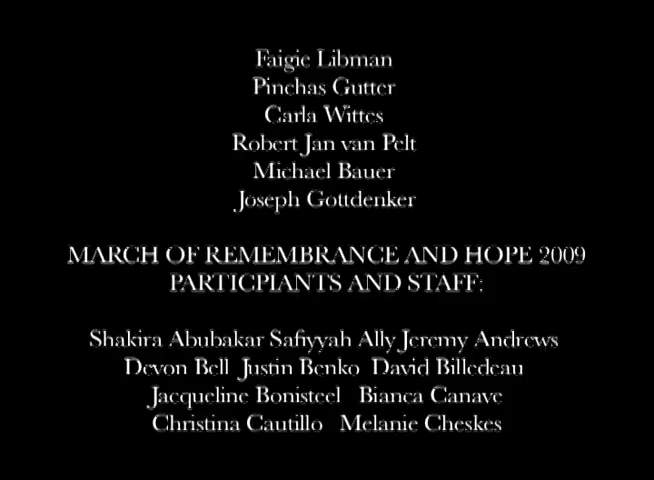 Faigie Libman
Pinchas Gutter
Carla Wittes
Robert Jan van Pelt
Michael Bauer
Joseph Gottdenker
MARCH OF REMEMBRANCE AND HOPE 2009
PARTICPIANTS AND STAFF:
Shakira Abubakar Safiyyah Ally Jeremy Andrews
Devon Bell Justin Benko David Billedeau
Jacqueline Bonisteel Bianca Canave
Christina Cautillo Melanie Cheskes